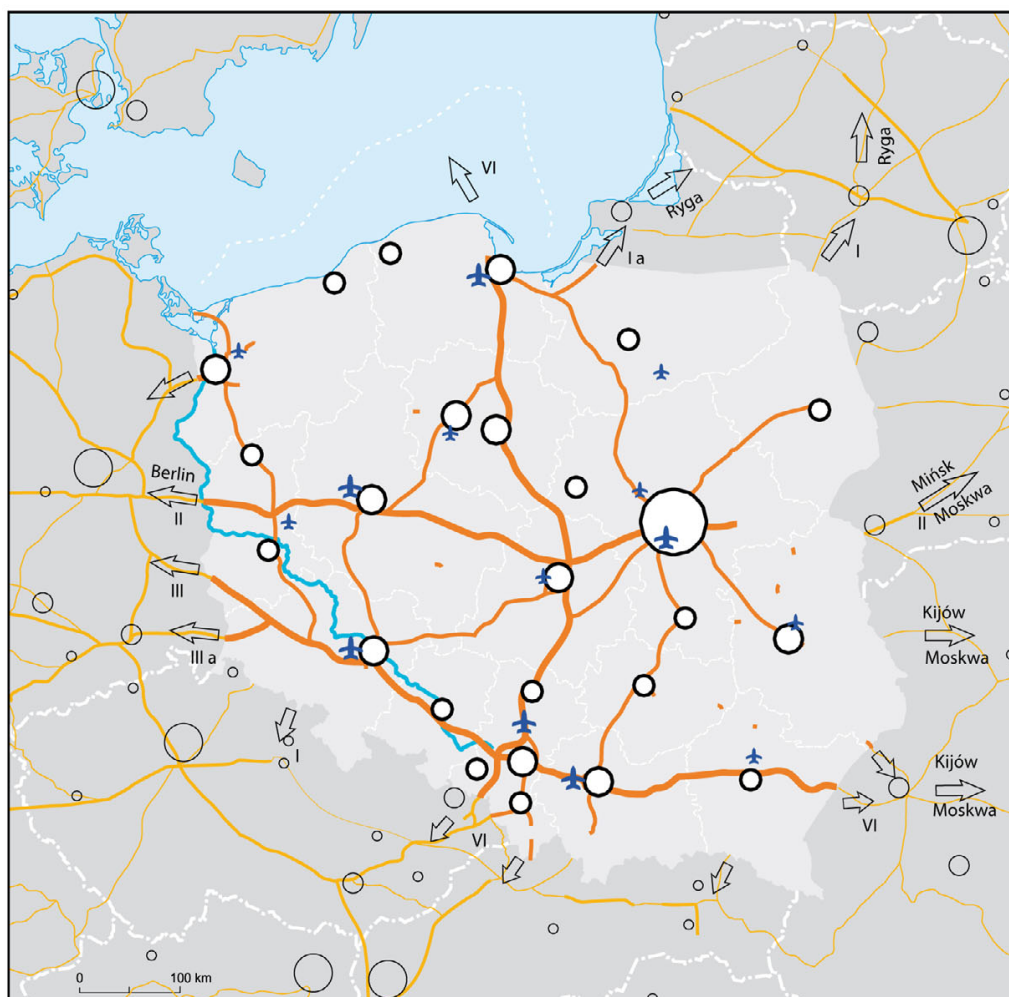 VI
Ryga
Ryga
I a
I
Berlin
II
Mińsk
Moskwa
II
III
III a
Kijów
Moskwa
I
Kijów
Moskwa
VI
VI
0 100 km